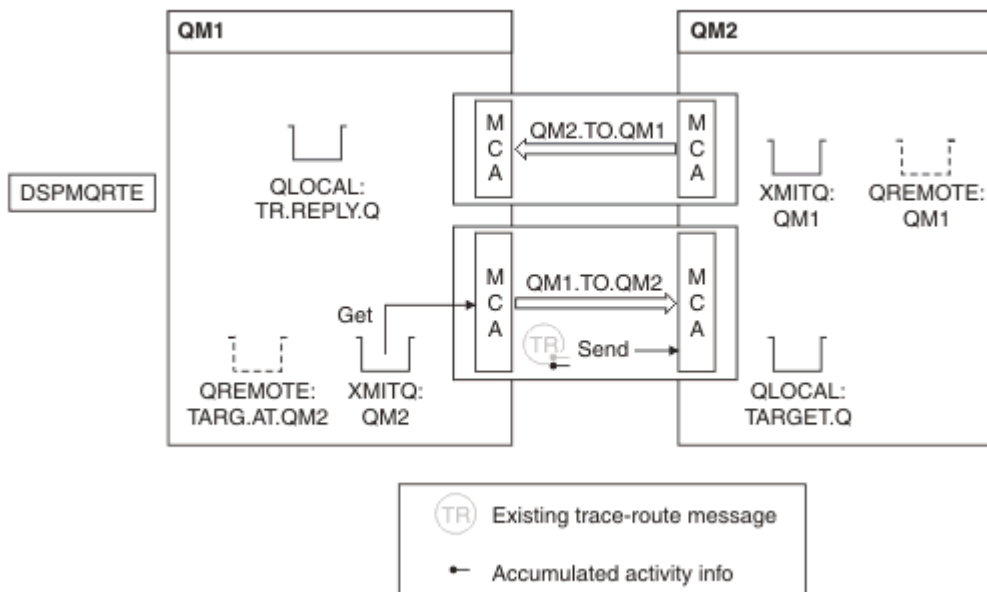 QM1
QM2
M
C
A
QM2.TO.QM1
M
C
A
DSPMQRTE
QLOCAL:
TR.REPLY.Q
XMITQ:
QM1
QREMOTE:
QM1
M
C
A
QM1.TO.QM2
M
C
A
Get
TR
Send
QREMOTE:
TARG.AT.QM2
XMITQ:
QM2
QLOCAL:
TARGET.Q
TR Existing trace-route message
Accumulated activity info